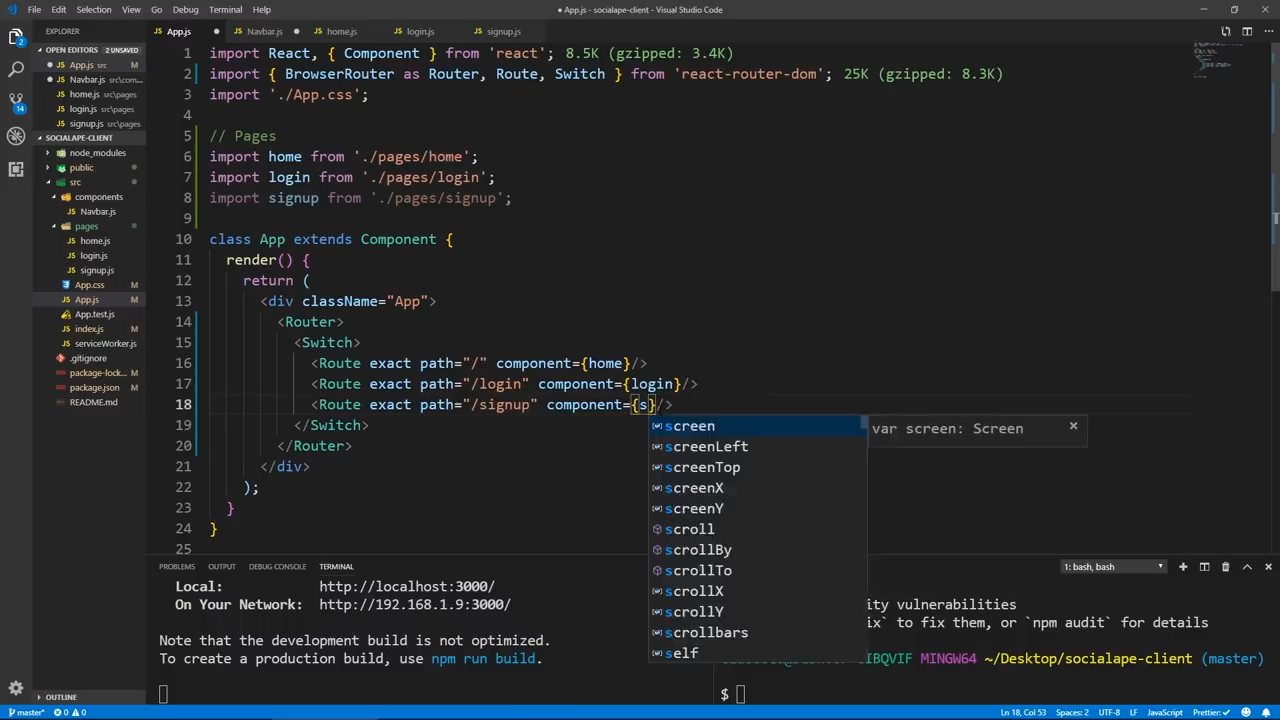 File Edit Selection View Go Debug Terminal Help
● App.js - socialape-client - Visual Studio Code
EXPLORER
OPEN EDITORS 2 UNSAVED
App.js src
Navbar.js src\com...
home.js src\pages
login.js src\pages
signup.js src\pages
SOCIALAPE-CLIENT
node_modules
public
src
components
Navbar.js
pages
home.js
login.js
signup.js
App.css M
App.js M
App.test.js
index.js M
serviceWorker.js
.gitignore
package-lock... M
package.json M
README.md
OUTLINE
2
14
App.js Navbar.js home.js login.js signup.js
1 import React, { Component } from 'react'; 8.5K (gzipped: 3.4K)
2 import { BrowserRouter as Router, Route, Switch } from 'react-router-dom'; 25K (gzipped: 8.3K)
3 import './App.css';
4
5 // Pages
6 import home from './pages/home';
7 import login from './pages/login';
8 import signup from './pages/signup';
9
10 class App extends Component {
11 render() {
12 return (
13 <div className="App">
14 <Router>
15 <Switch>
16 <Route exact path="/" component={home}/>
17 <Route exact path="/login" component={login}/>
18 <Route exact path="/signup" component={s}/>
19 </Switch>
20 </Router>
21 </div>
22 );
23 }
24 }
25
screen
screenLeft
screenTop
screenX
screenY
scroll
scrollBy
scrollTo
scrollX
scrollY
scrollbars
self
var screen: Screen
PROBLEMS OUTPUT DEBUG CONSOLE TERMINAL
1: bash, bash
Local: http://localhost:3000/
On Your Network: http://192.168.1.9:3000/
Note that the development build is not optimized.
To create a production build, use npm run build.
ity vulnerabilities
ix` to fix them, or `npm audit` for details
IBQVIF MINGW64 ~/Desktop/socialape-client (master)
$
master* 0 0
Ln 18, Col 53 Spaces: 2 UTF-8 LF JavaScript Prettier: ✓